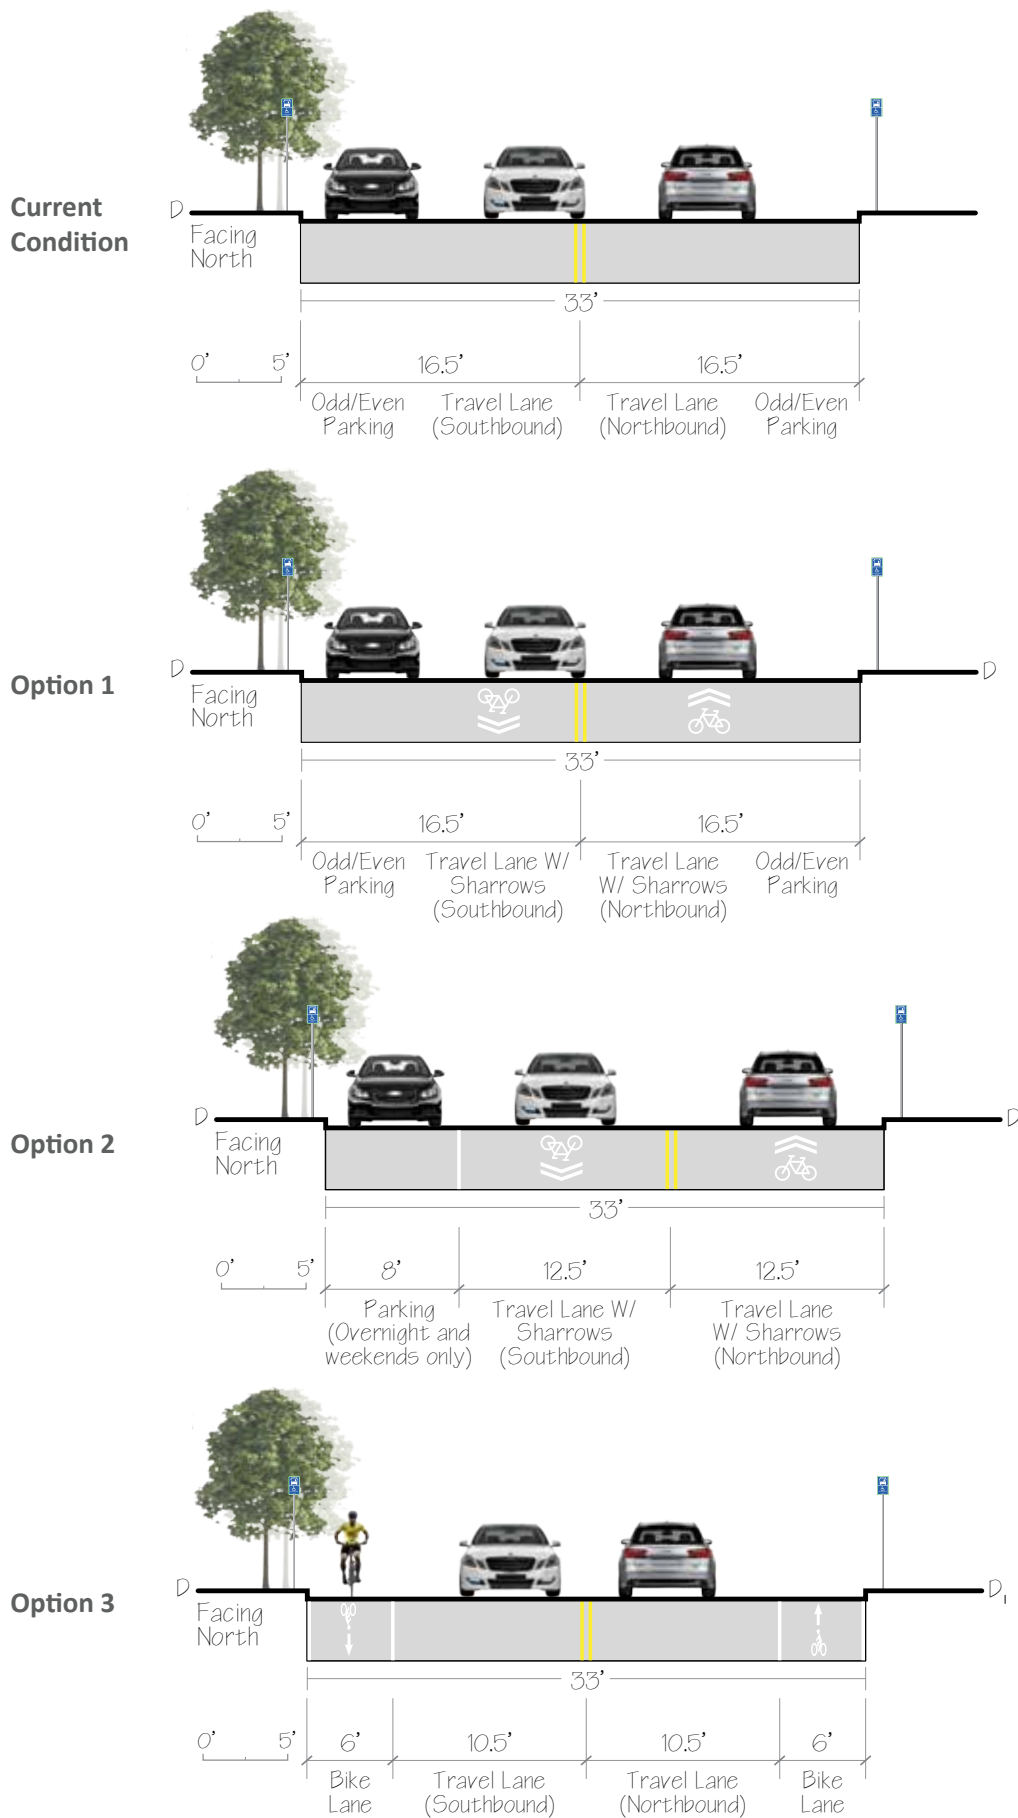 Current
Condition
D
Facing
North
33'
0' 5' 16.5' 16.5'
Odd/Even
Parking
Travel Lane
(Southbound)
Travel Lane
(Northbound)
Odd/Even
Parking
Option 1
D D
Facing
North
33'
0' 5' 16.5' 16.5'
Odd/Even
Parking
Travel Lane W/
Sharrows
(Southbound)
Travel Lane
W/ Sharrows
(Northbound)
Odd/Even
Parking
Option 2
D D
Facing
North
33'
0' 5' 8' 12.5' 12.5'
Parking
(Overnight and
weekends only)
Travel Lane W/
Sharrows
(Southbound)
Travel Lane
W/ Sharrows
(Northbound)
Option 3
D D
Facing
North
33'
0' 5' 6' 10.5' 10.5' 6'
Bike
Lane
Travel Lane
(Southbound)
Travel Lane
(Northbound)
Bike
Lane